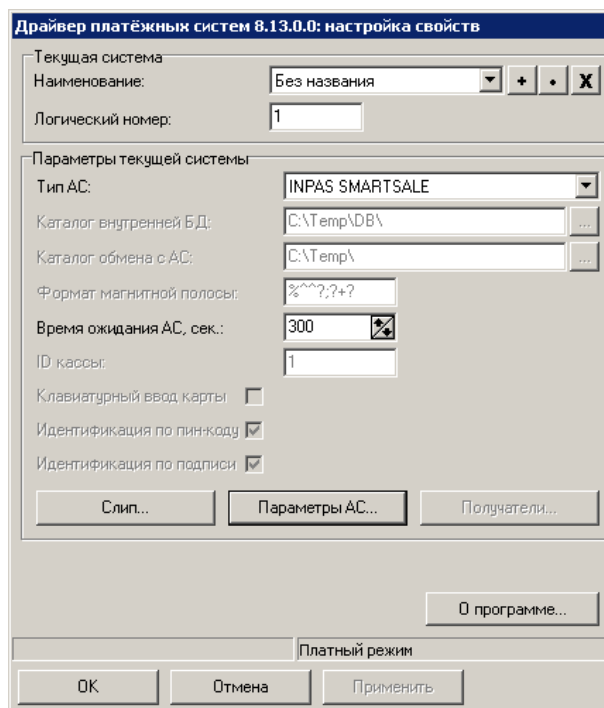 Драйвер платёжных систем 8.13.0.0: настройка свойств
Текущая система
Наименование: Без названия + • X
Логический номер: 1
Параметры текущей системы
Тип АС: INPAS SMARTSALE
Каталог внутренней БД: C:\Temp\DB\ ...
Каталог обмена с АС: C:\Temp\ ...
Формат магнитной полосы: %^^?;?+?
Время ожидания АС, сек.: 300
ID кассы: 1
Клавиатурный ввод карты
Идентификация по пин-коду
Идентификация по подписи
Слип... Параметры АС... Получатели...
О программе...
Платный режим
OK Отмена Применить